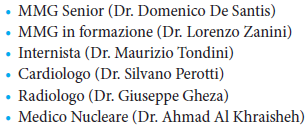 • MMG Senior (Dr. Domenico De Santis)
• MMG in formazione (Dr. Lorenzo Zanini)
• Internista (Dr. Maurizio Tondini)
• Cardiologo (Dr. Silvano Perotti)
• Radiologo (Dr. Giuseppe Gheza)
• Medico Nucleare (Dr. Ahmad Al Khraisheh)